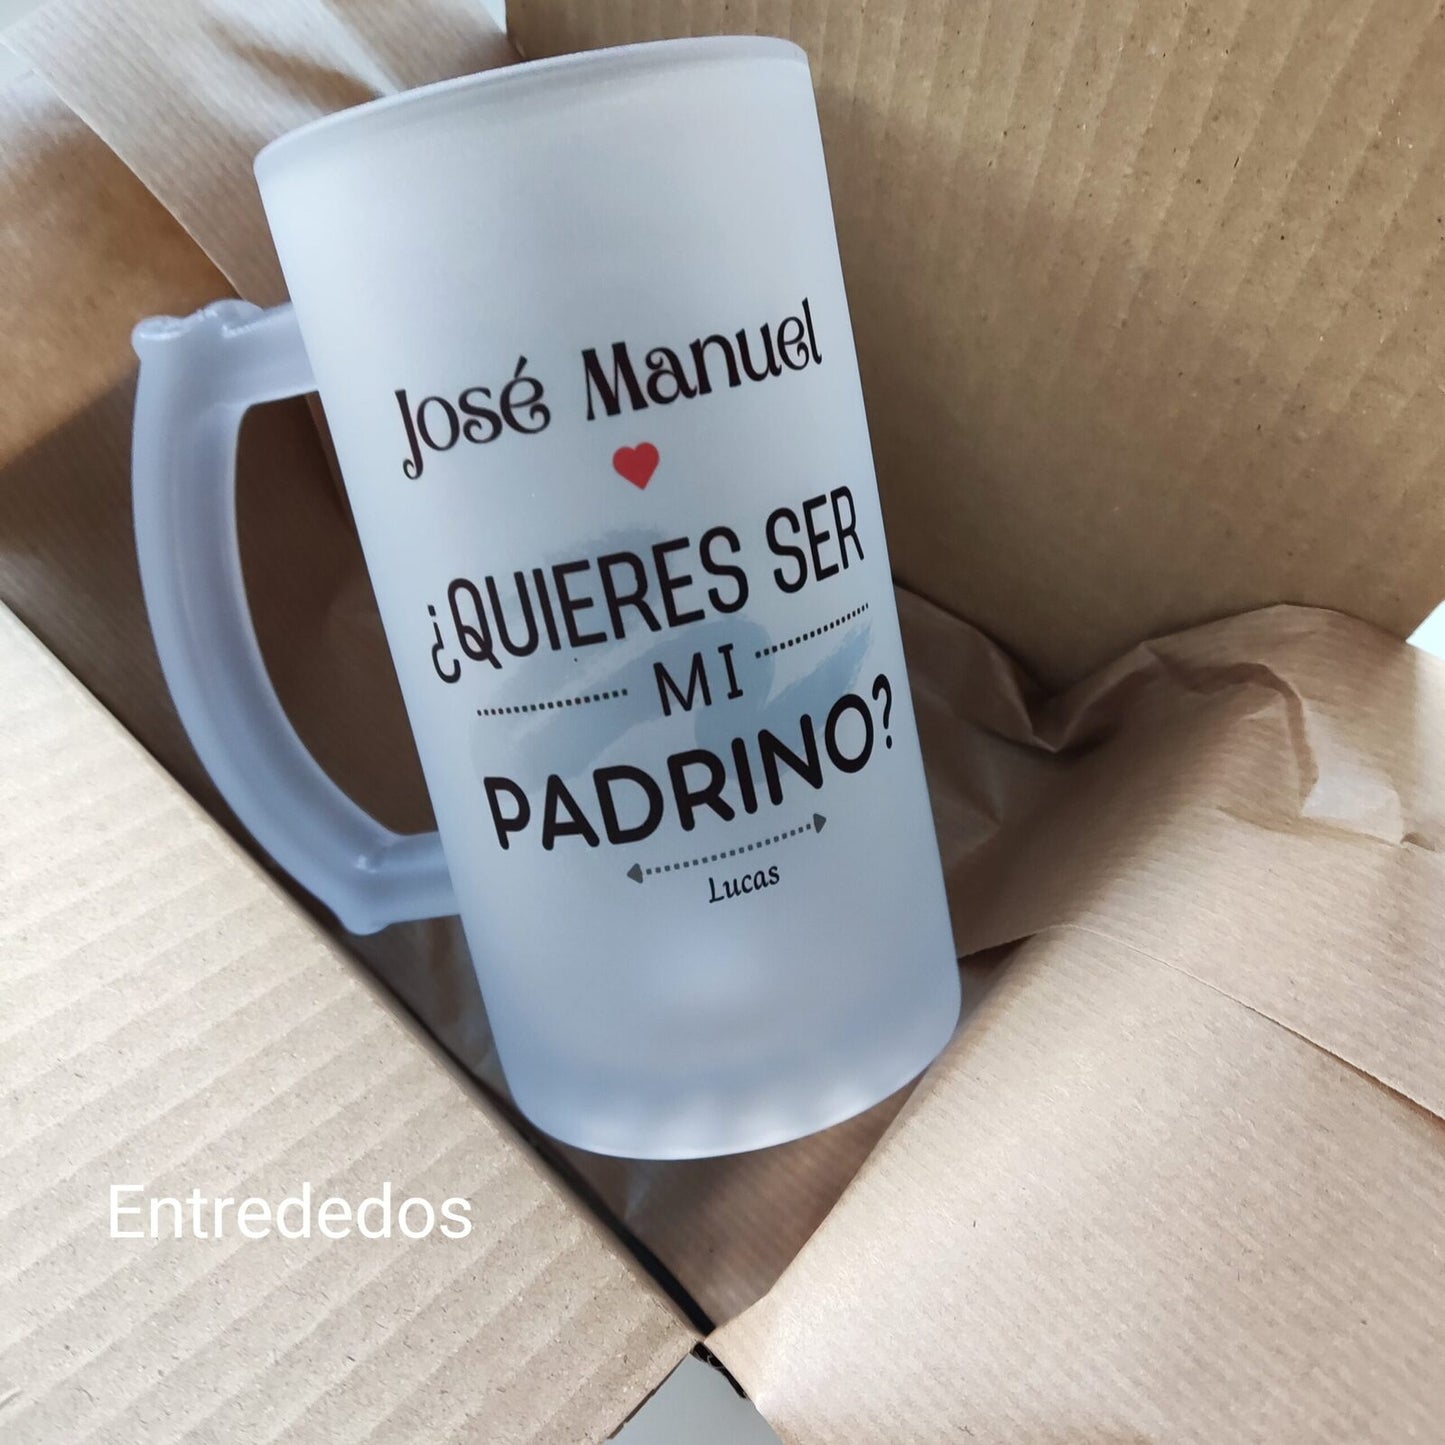 José Manuel
¿QUIERES SER
MI
PADRINO?
Lucas
Entrededos